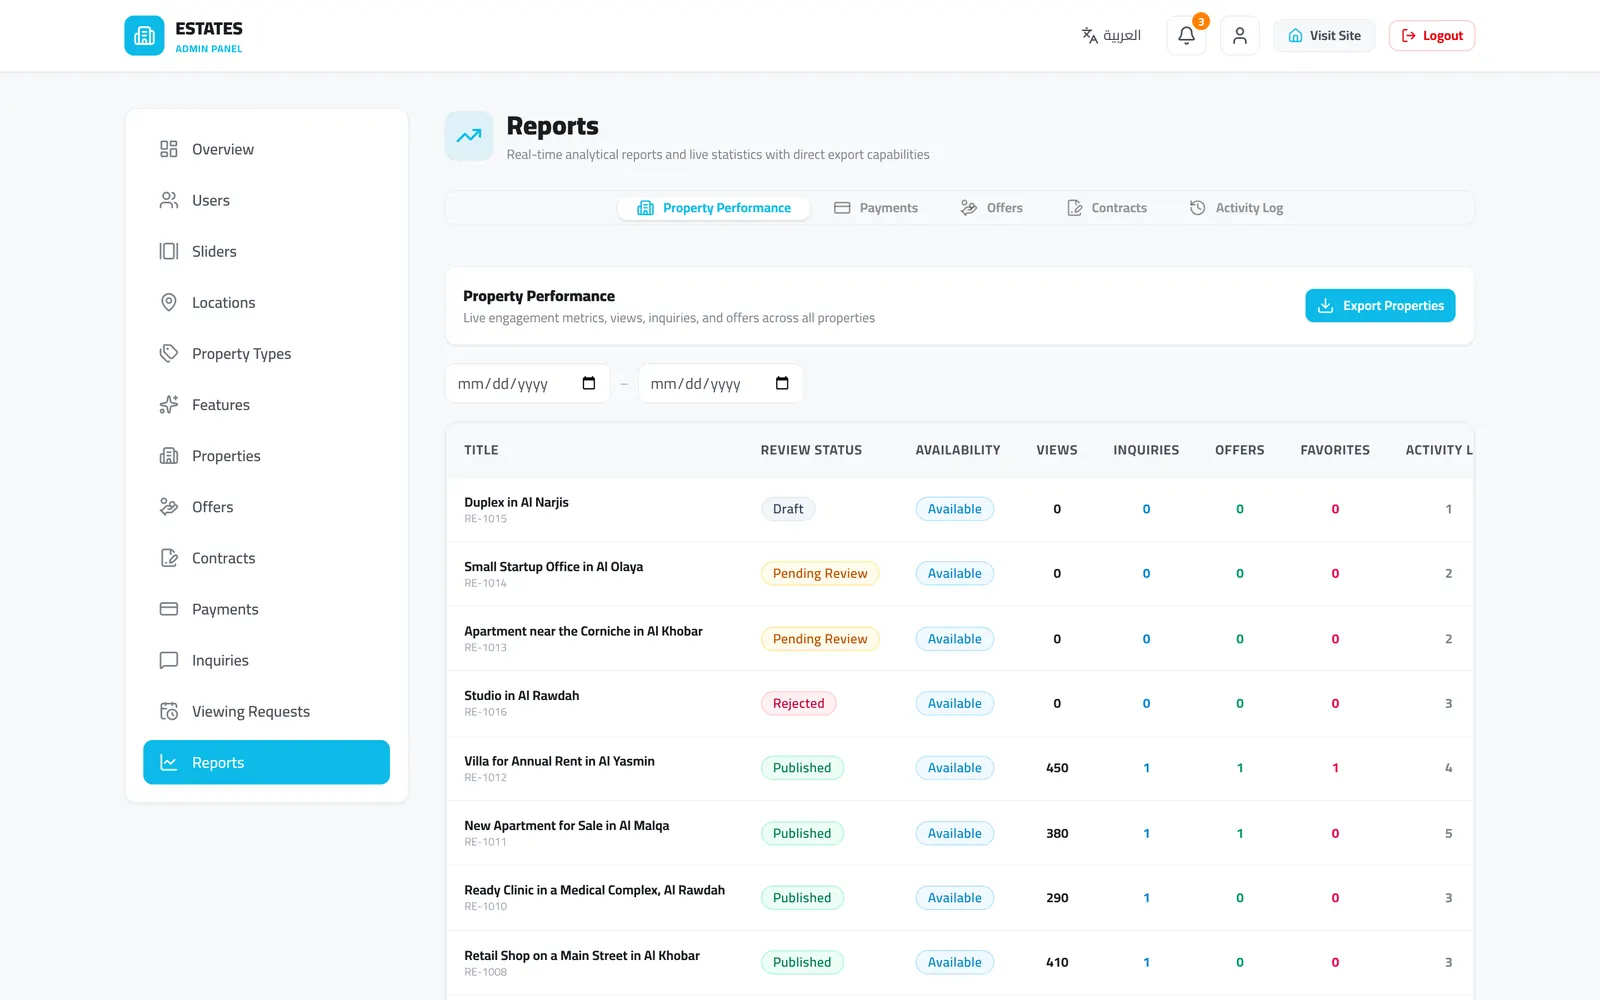 ESTATES
ADMIN PANEL
العربية
3
Visit Site
Logout
Overview
Users
Sliders
Locations
Property Types
Features
Properties
Offers
Contracts
Payments
Inquiries
Viewing Requests
Reports
Reports
Real-time analytical reports and live statistics with direct export capabilities
Property Performance
Payments
Offers
Contracts
Activity Log
Property Performance
Live engagement metrics, views, inquiries, and offers across all properties
Export Properties
mm/dd/yyyy – mm/dd/yyyy
TITLE REVIEW STATUS AVAILABILITY VIEWS INQUIRIES OFFERS FAVORITES ACTIVITY L
Duplex in Al Narjis
RE-1015
Draft Available 0 0 0 0 1
Small Startup Office in Al Olaya
RE-1014
Pending Review Available 0 0 0 0 2
Apartment near the Corniche in Al Khobar
RE-1013
Pending Review Available 0 0 0 0 2
Studio in Al Rawdah
RE-1016
Rejected Available 0 0 0 0 3
Villa for Annual Rent in Al Yasmin
RE-1012
Published Available 450 1 1 1 4
New Apartment for Sale in Al Malqa
RE-1011
Published Available 380 1 1 0 5
Ready Clinic in a Medical Complex, Al Rawdah
RE-1010
Published Available 290 1 0 0 3
Retail Shop on a Main Street in Al Khobar
RE-1008
Published Available 410 1 0 0 3